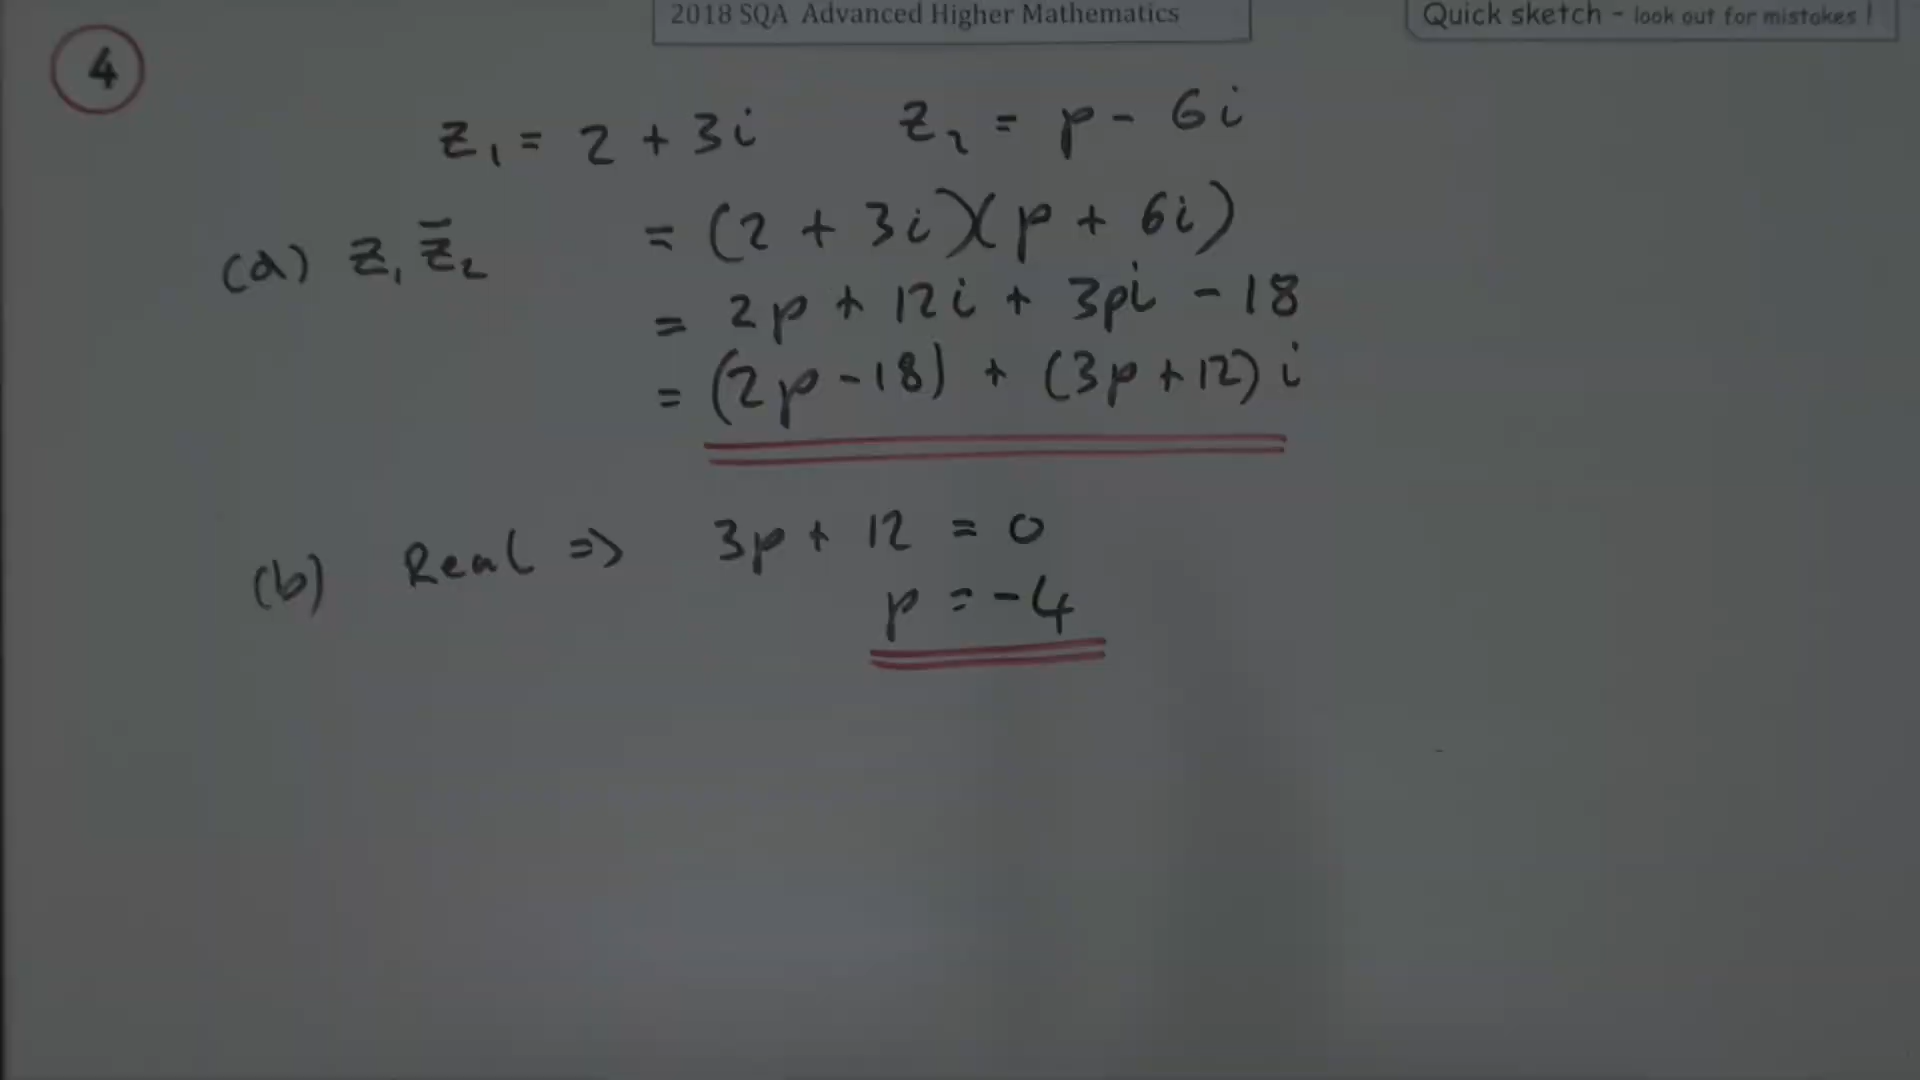 2018 SQA Advanced Higher Mathematics
Quick sketch - look out for mistakes !
4
z₁ = 2 + 3i z₂ = p - 6i
(a) z₁ z̅₂ = (2 + 3i)(p + 6i)
= 2p + 12i + 3pi - 18
= (2p - 18) + (3p + 12) i
(b) Real => 3p + 12 = 0
p = -4